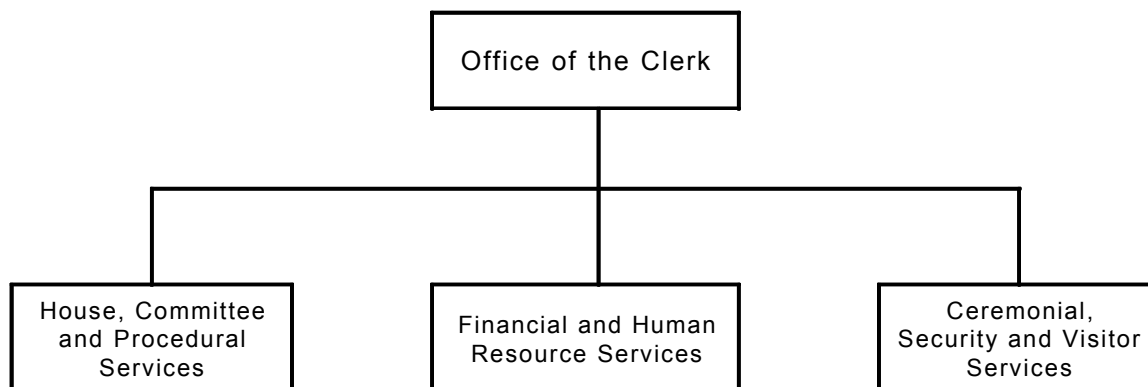 Office of the Clerk
House, Committee
and Procedural
Services
Financial and Human
Resource Services
Ceremonial,
Security and Visitor
Services